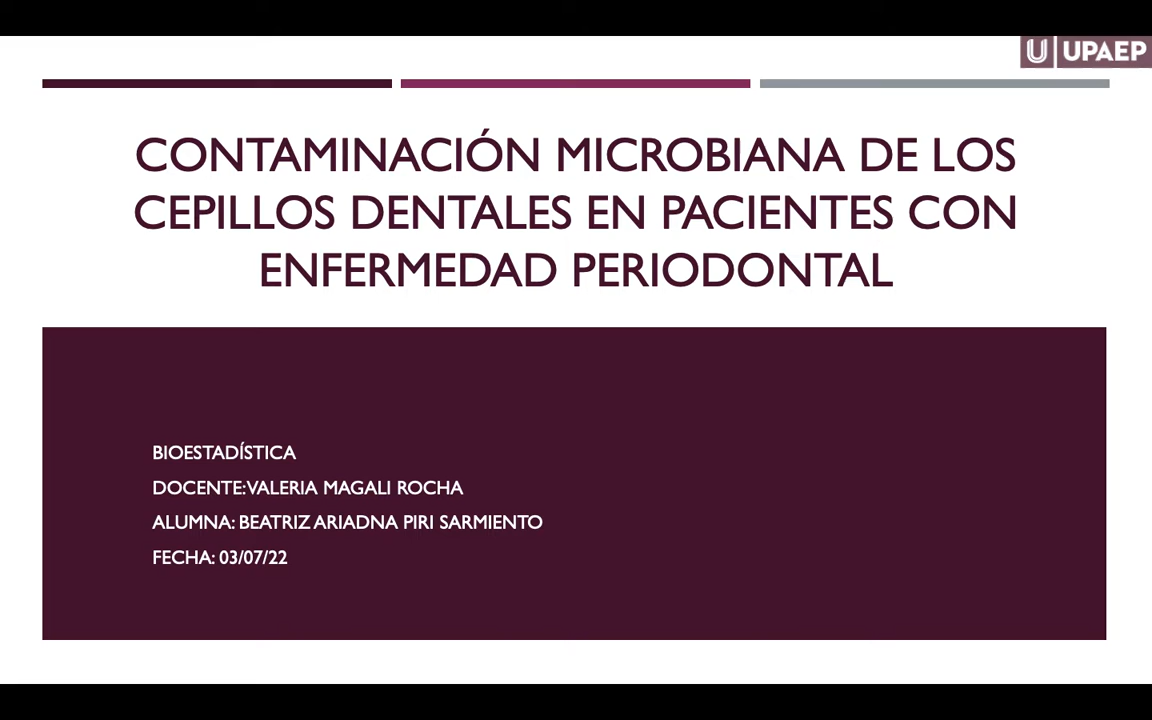 U UPAEP
CONTAMINACIÓN MICROBIANA DE LOS
CEPILLOS DENTALES EN PACIENTES CON
ENFERMEDAD PERIODONTAL
BIOESTADÍSTICA
DOCENTE: VALERIA MAGALI ROCHA
ALUMNA: BEATRIZ ARIADNA PIRI SARMIENTO
FECHA: 03/07/22